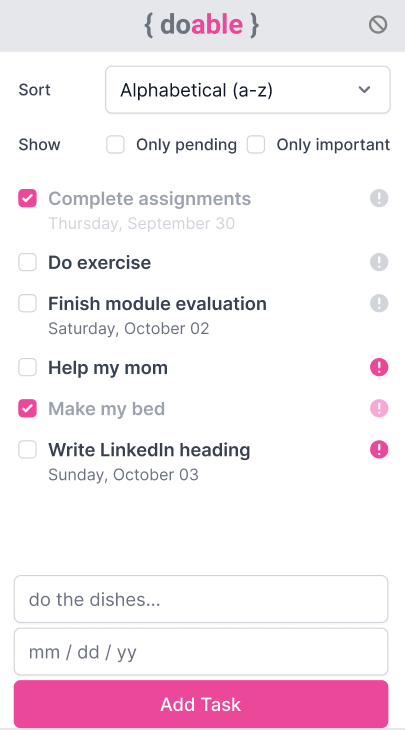 { doable }
Sort
Alphabetical (a-z)
Show
Only pending
Only important
Complete assignments
Thursday, September 30
Do exercise
Finish module evaluation
Saturday, October 02
Help my mom
Make my bed
Write LinkedIn heading
Sunday, October 03
do the dishes...
mm / dd / yy
Add Task